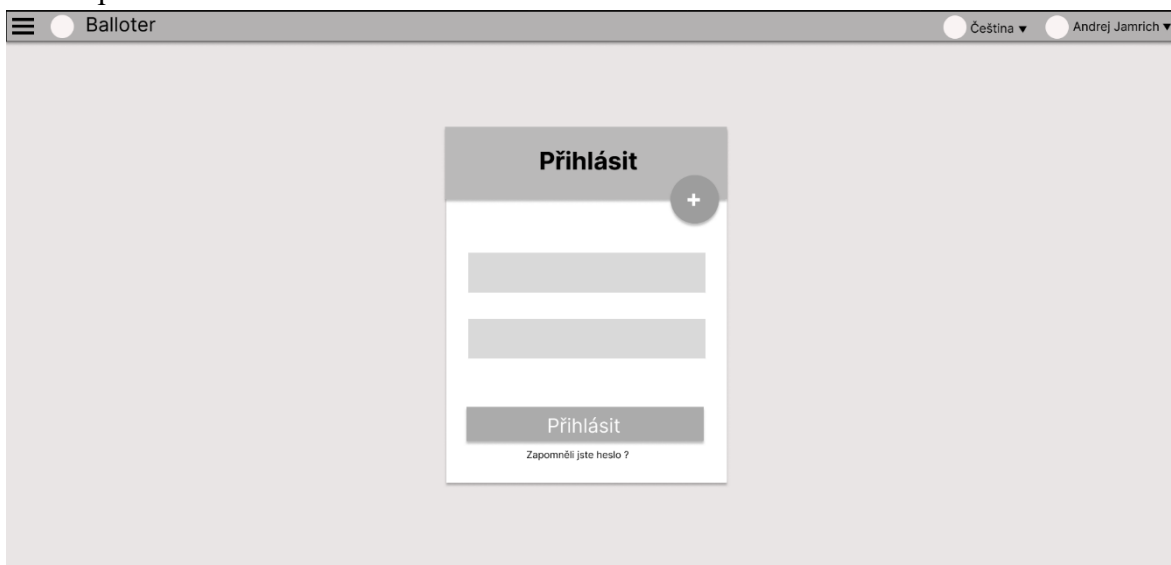 Balloter
Čeština ▼
Andrej Jamrich ▼
Přihlásit
+
Přihlásit
Zapomněli jste heslo ?